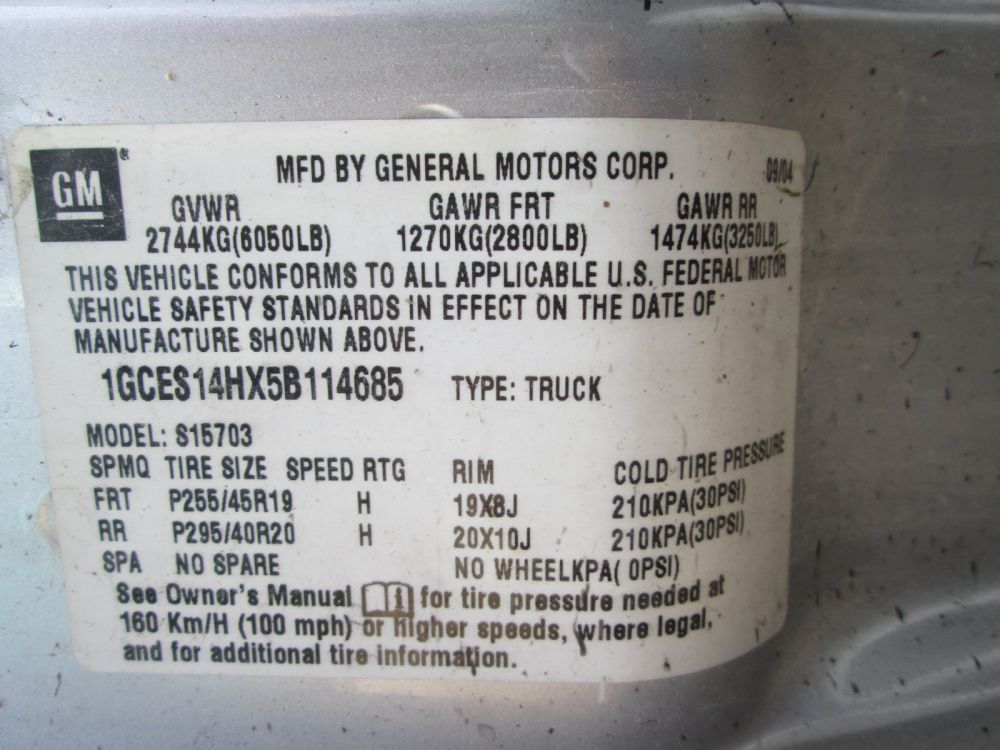 GM®
MFD BY GENERAL MOTORS CORP. 09/04
GVWR GAWR FRT GAWR RR
2744KG(6050LB) 1270KG(2800LB) 1474KG(3250LB)
THIS VEHICLE CONFORMS TO ALL APPLICABLE U.S. FEDERAL MOTOR
VEHICLE SAFETY STANDARDS IN EFFECT ON THE DATE OF
MANUFACTURE SHOWN ABOVE.
1GCES14HX5B114685 TYPE: TRUCK
MODEL: S15703
SPMQ TIRE SIZE SPEED RTG RIM COLD TIRE PRESSURE
FRT P255/45R19 H 19X8J 210KPA(30PSI)
RR P295/40R20 H 20X10J 210KPA(30PSI)
SPA NO SPARE NO WHEELKPA( 0PSI)
See Owner's Manual for tire pressure needed at
160 Km/H (100 mph) or higher speeds, where legal,
and for additional tire information.